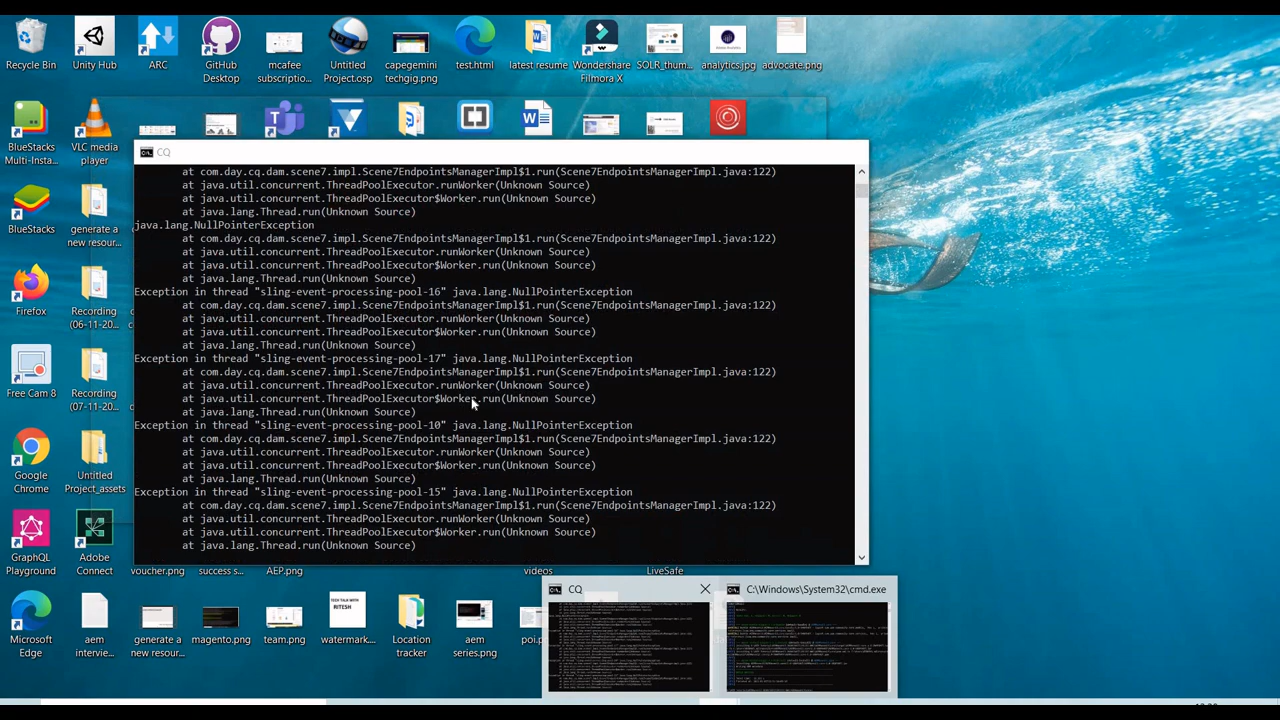 Recycle Bin
Unity Hub
ARC
GitHub
Desktop
mcafee
subscriptio...
Untitled
Project.osp
capegemini
techgig.png
test.html
latest resume
Wondershare
Filmora X
SOLR_thum...
analytics.jpg
advocate.png
BlueStacks
Multi-Insta...
VLC media
player
CQ
at com.day.cq.dam.scene7.impl.Scene7EndpointsManagerImpl$1.run(Scene7EndpointsManagerImpl.java:122)
at java.util.concurrent.ThreadPoolExecutor.runWorker(Unknown Source)
at java.util.concurrent.ThreadPoolExecutor$Worker.run(Unknown Source)
at java.lang.Thread.run(Unknown Source)
java.lang.NullPointerException
at com.day.cq.dam.scene7.impl.Scene7EndpointsManagerImpl$1.run(Scene7EndpointsManagerImpl.java:122)
at java.util.concurrent.ThreadPoolExecutor.runWorker(Unknown Source)
at java.util.concurrent.ThreadPoolExecutor$Worker.run(Unknown Source)
at java.lang.Thread.run(Unknown Source)
Exception in thread "sling-event-processing-pool-16" java.lang.NullPointerException
at com.day.cq.dam.scene7.impl.Scene7EndpointsManagerImpl$1.run(Scene7EndpointsManagerImpl.java:122)
at java.util.concurrent.ThreadPoolExecutor.runWorker(Unknown Source)
at java.util.concurrent.ThreadPoolExecutor$Worker.run(Unknown Source)
at java.lang.Thread.run(Unknown Source)
Exception in thread "sling-event-processing-pool-17" java.lang.NullPointerException
at com.day.cq.dam.scene7.impl.Scene7EndpointsManagerImpl$1.run(Scene7EndpointsManagerImpl.java:122)
at java.util.concurrent.ThreadPoolExecutor.runWorker(Unknown Source)
at java.util.concurrent.ThreadPoolExecutor$Worker.run(Unknown Source)
at java.lang.Thread.run(Unknown Source)
Exception in thread "sling-event-processing-pool-10" java.lang.NullPointerException
at com.day.cq.dam.scene7.impl.Scene7EndpointsManagerImpl$1.run(Scene7EndpointsManagerImpl.java:122)
at java.util.concurrent.ThreadPoolExecutor.runWorker(Unknown Source)
at java.util.concurrent.ThreadPoolExecutor$Worker.run(Unknown Source)
at java.lang.Thread.run(Unknown Source)
Exception in thread "sling-event-processing-pool-15" java.lang.NullPointerException
at com.day.cq.dam.scene7.impl.Scene7EndpointsManagerImpl$1.run(Scene7EndpointsManagerImpl.java:122)
at java.util.concurrent.ThreadPoolExecutor.runWorker(Unknown Source)
at java.util.concurrent.ThreadPoolExecutor$Worker.run(Unknown Source)
at java.lang.Thread.run(Unknown Source)
BlueStacks
generate a
new resour...
Firefox
Recording
(06-11-20...
Free Cam 8
Recording
(07-11-20...
Google
Chrome
Untitled
Project_assets
GraphQL
Playground
Adobe
Connect
voucher.png
success s...
AEP.png
videos
LiveSafe
CQ
C:\Windows\System32\cmd.exe
generate a
new resour...
magento.png
team.png
TECH TALK WITH
RITESH
Location
tracker